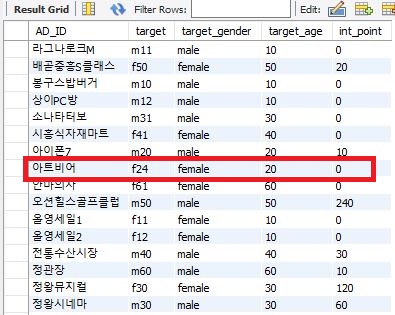 Result Grid Filter Rows: Edit:
AD_ID target target_gender target_age int_point
라그나로크M m11 male 10 0
배곧중흥S클래스 f50 female 50 20
봉구스밥버거 m10 male 10 0
상이PC방 m12 male 10 0
소나타터보 m31 male 30 0
시흥식자재마트 f41 female 40 0
아이폰7 m20 male 20 10
아트비어 f24 female 20 0
안마의자 f61 female 60 0
오션힐스골프클럽 m50 male 50 240
올영세일1 f11 female 10 0
올영세일2 f12 female 10 0
전통수산시장 m40 male 40 30
정관장 m60 male 60 10
정왕뮤지컬 f30 female 30 120
정왕시네마 m30 male 30 60